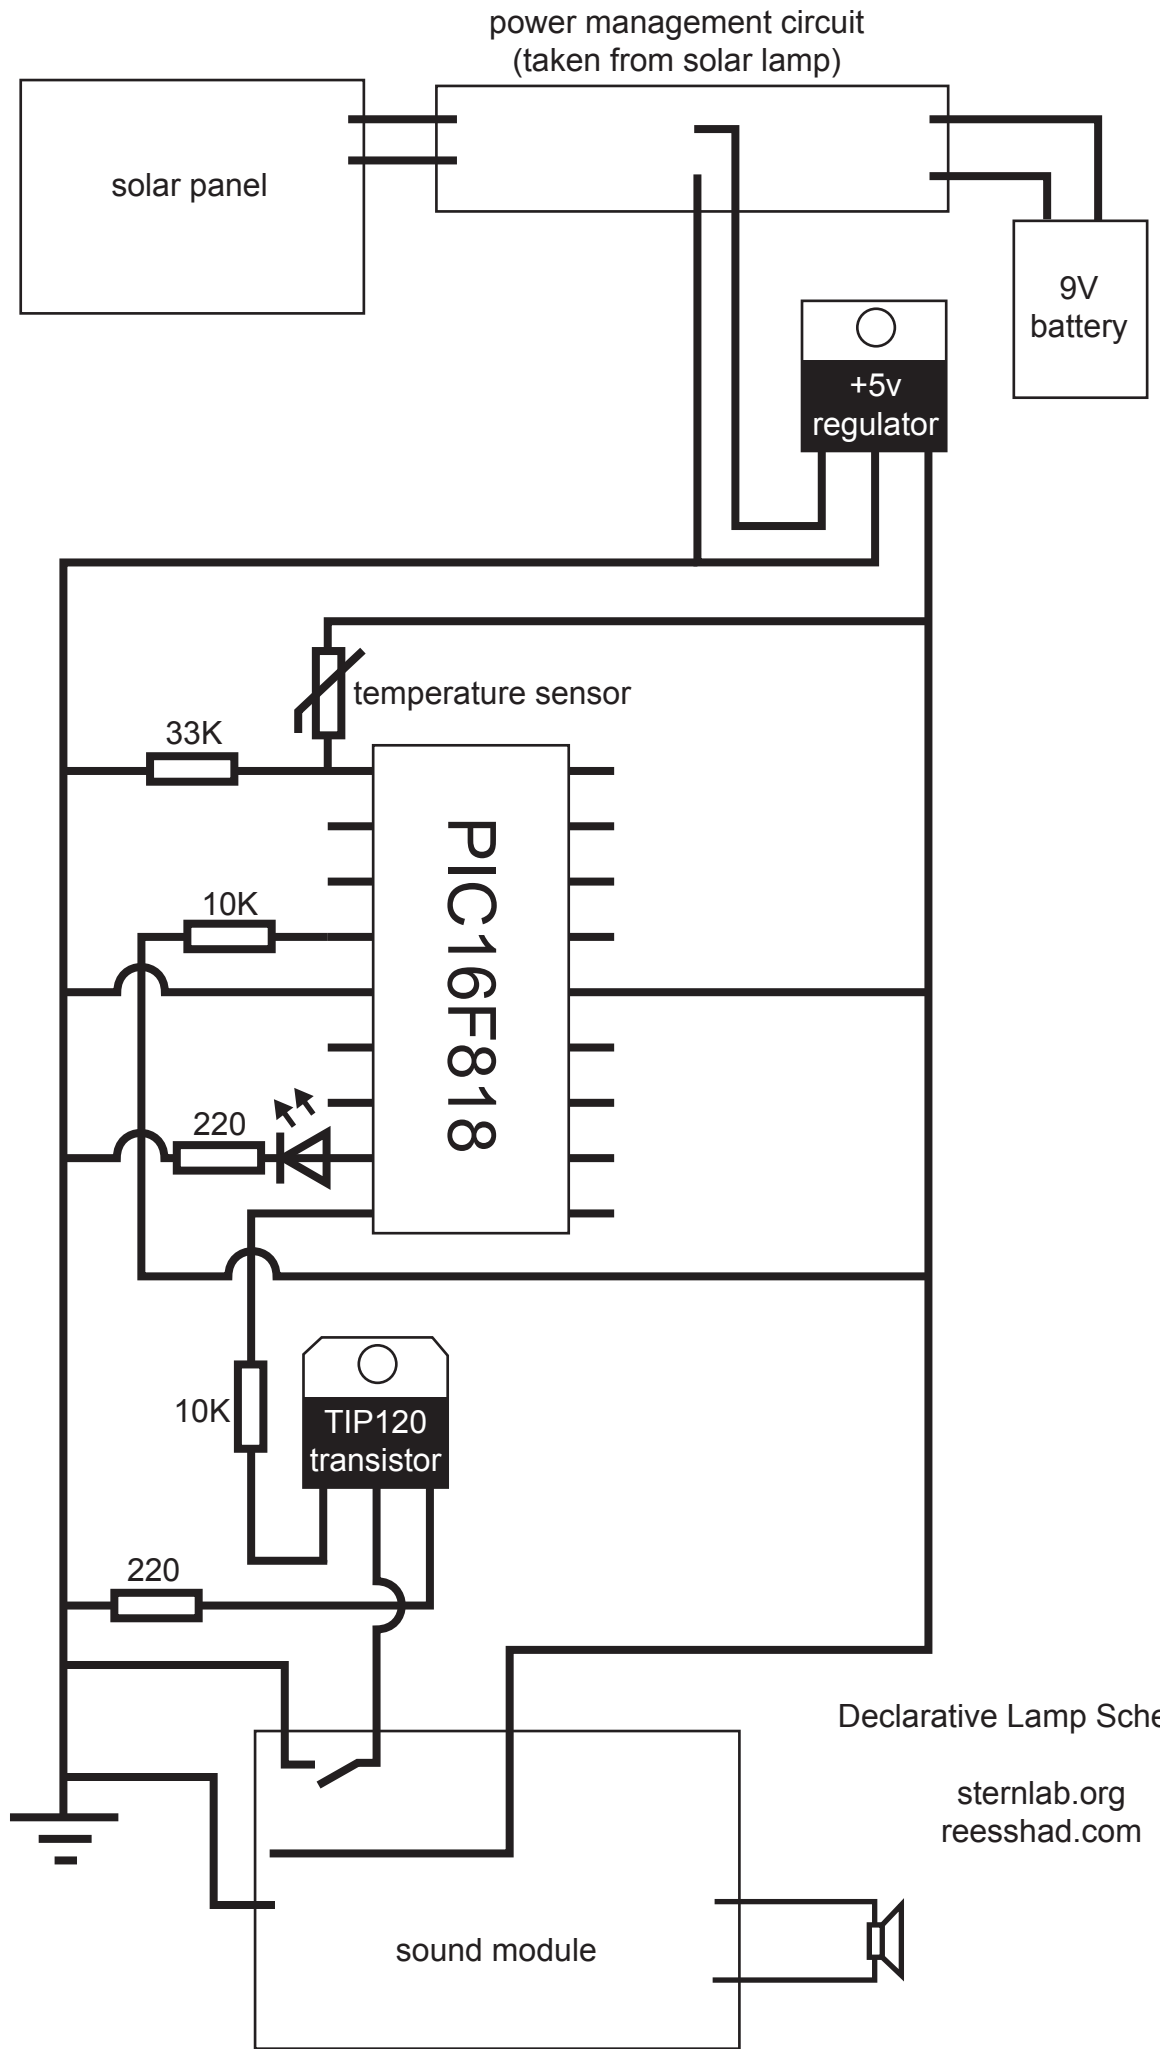 power management circuit
(taken from solar lamp)
solar panel
9V
battery
+5v
regulator
temperature sensor
33K
10K
PIC16F818
220
10K
TIP120
transistor
220
Declarative Lamp Sche
sternlab.org
reesshad.com
sound module